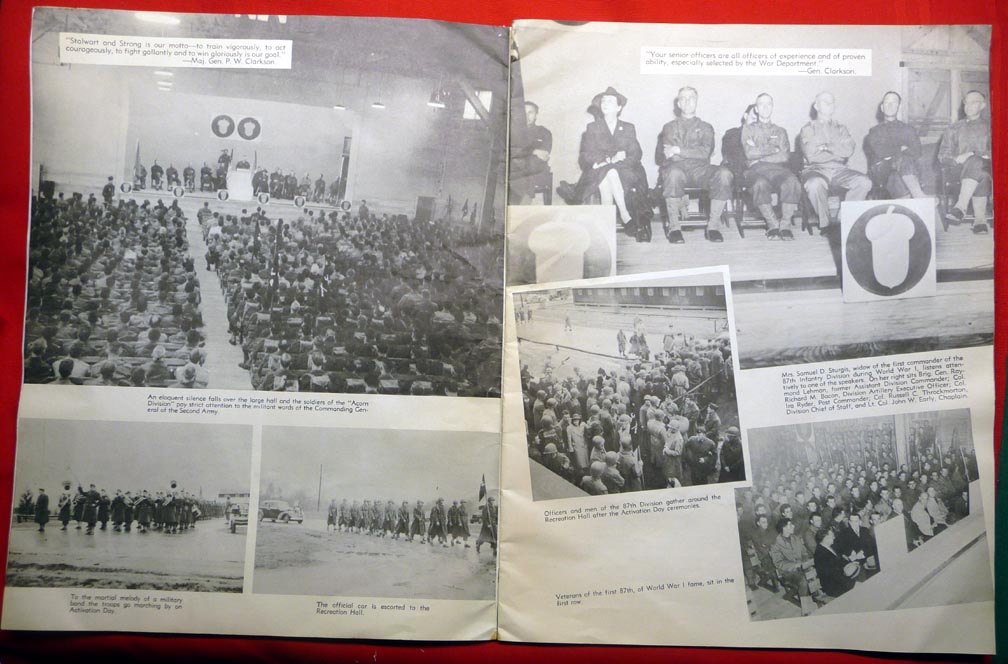 "Stalwart and Strong is our motto—to train vigorously, to act
courageously, to fight gallantly and to win gloriously is our goal."
—Maj. Gen. P. W. Clarkson.
An eloquent silence falls over the large hall and the soldiers of the "Acorn
Division" pay strict attention to the militant words of the Commanding Gen-
eral of the Second Army.
To the martial melody of a military
band the troops go marching by on
Activation Day.
The official car is escorted to the
Recreation Hall.
"Your senior officers are all officers of experience and of proven
ability, especially selected by the War Department."
—Gen. Clarkson.
Mrs. Samuel D. Sturgis, widow of the first commander of the
87th Infantry Division during World War I, listens atten-
tively to one of the speakers. On her right sits Brig. Gen. Ray-
mond Lehman, former Assistant Division Commander; Col.
Richard M. Bacon, Division Artillery Executive Officer; Col.
Ira Ryder, Post Commander; Col. Russell C. Throckmorton,
Division Chief of Staff, and Lt. Col. John W. Early, Chaplain.
Officers and men of the 87th Division gather around the
Recreation Hall after the Activation Day ceremonies.
Veterans of the first 87th, of World War I fame, sit in the
first row.